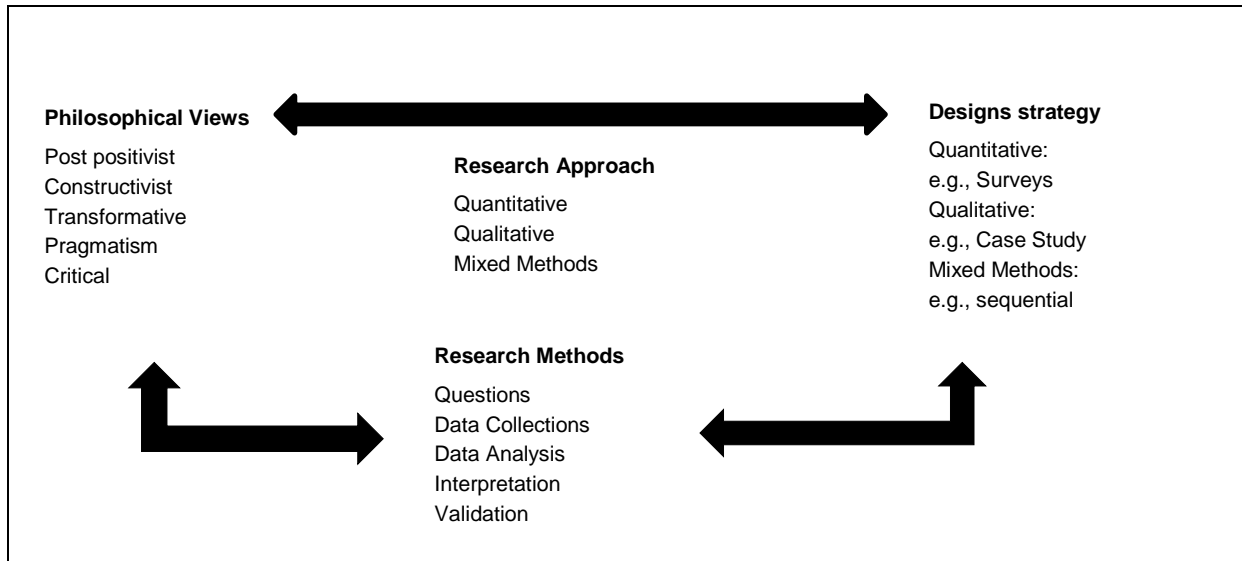 Philosophical Views
Post positivist
Constructivist
Transformative
Pragmatism
Critical
Research Approach
Quantitative
Qualitative
Mixed Methods
Designs strategy
Quantitative:
e.g., Surveys
Qualitative:
e.g., Case Study
Mixed Methods:
e.g., sequential
Research Methods
Questions
Data Collections
Data Analysis
Interpretation
Validation